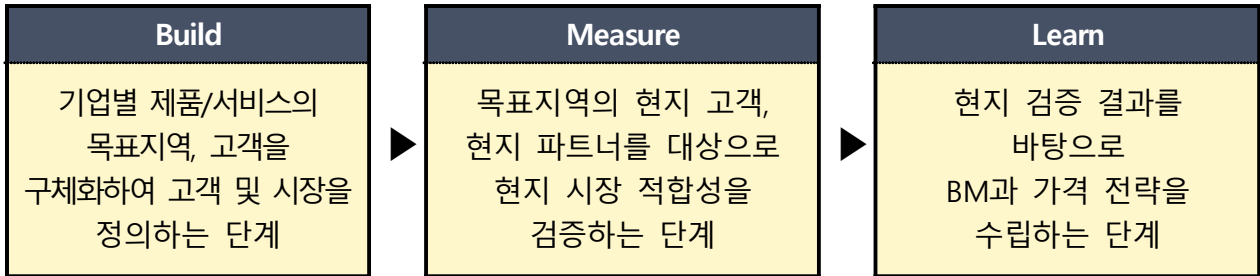 Build
기업별 제품/서비스의
목표지역, 고객을
구체화하여 고객 및 시장을
정의하는 단계
▶
Measure
목표지역의 현지 고객,
현지 파트너를 대상으로
현지 시장 적합성을
검증하는 단계
▶
Learn
현지 검증 결과를
바탕으로
BM과 가격 전략을
수립하는 단계